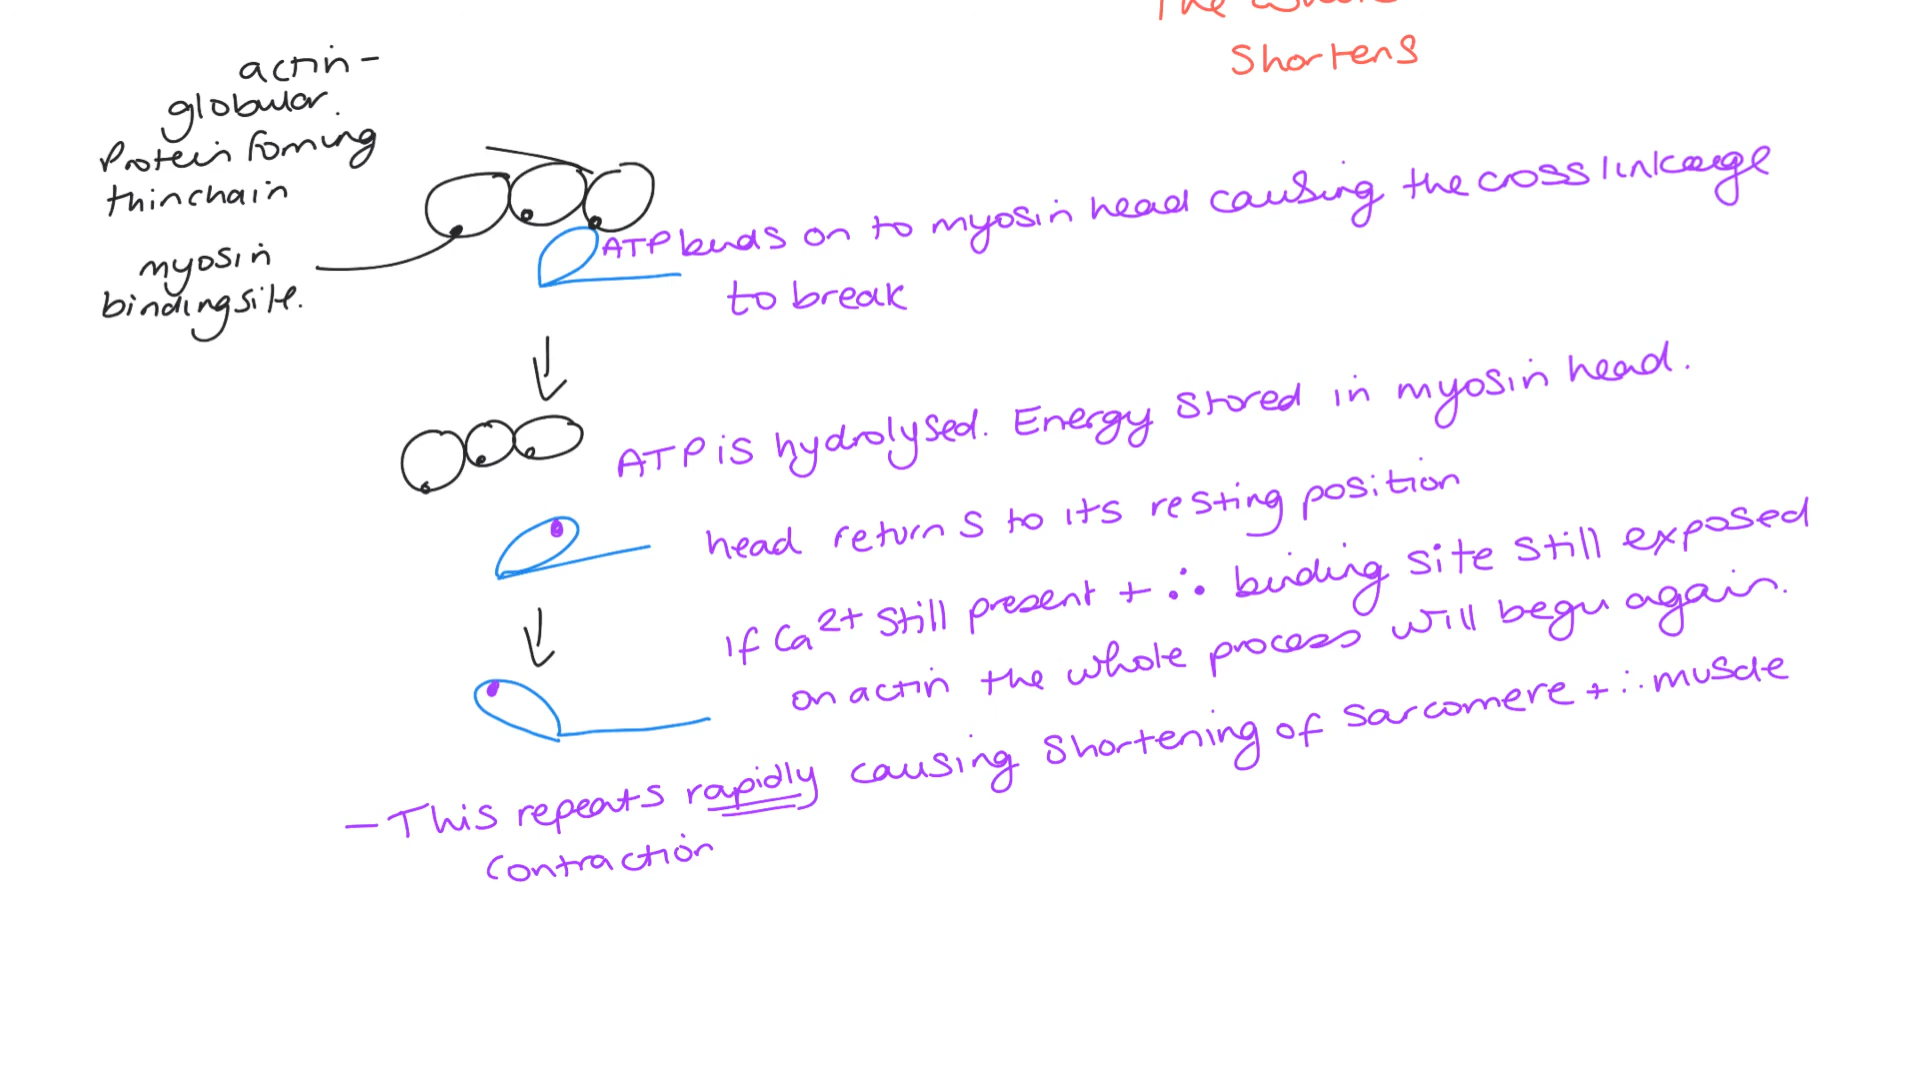 The
Shortens
actin -
globular.
Protein forming
thin chain
myosin
binding site.
ATP binds on to myosin head causing the cross linkage
to break
ATP is hydrolysed. Energy stored in myosin head.
head returns to its resting position
If Ca2+ still present + ∴ binding site still exposed
on actin the whole process will begin again.
- This repeats rapidly causing shortening of sarcomere + ∴ muscle
contraction